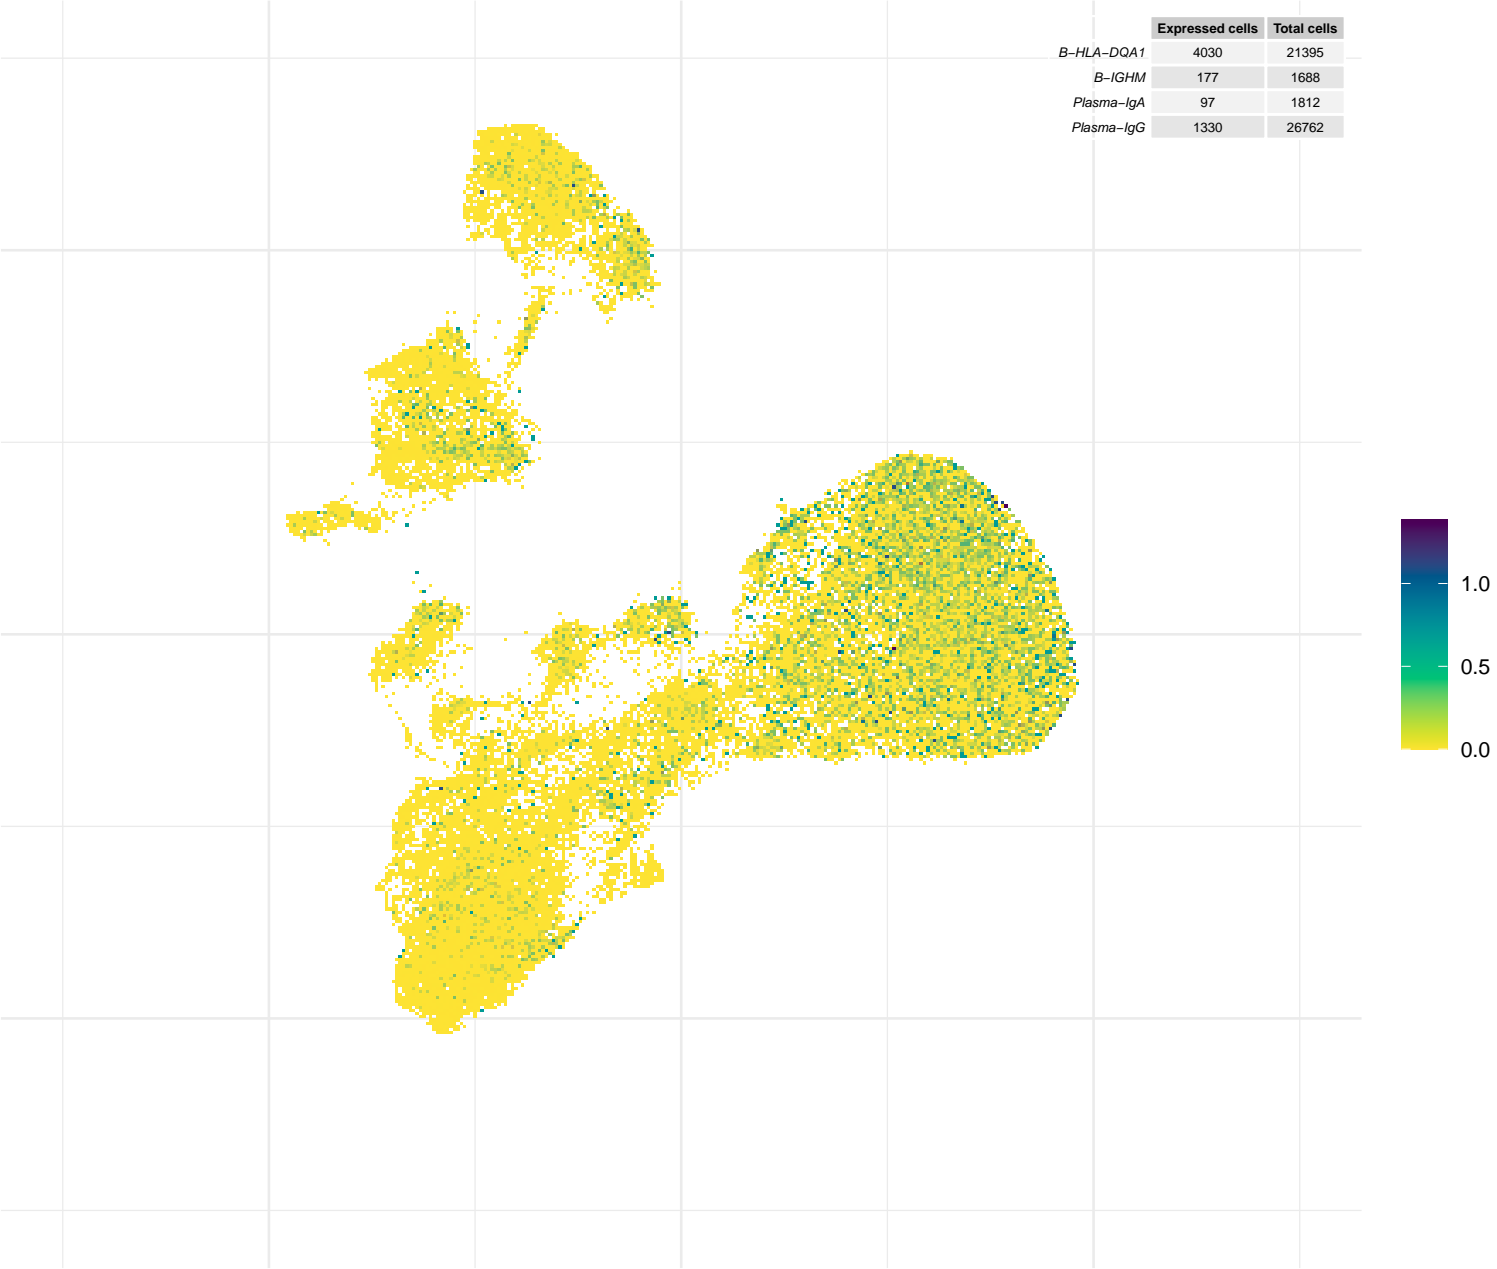 Expressed cells Total cells
B−HLA−DQA1 4030 21395
B−IGHM 177 1688
Plasma−IgA 97 1812
Plasma−IgG 1330 26762
1.0
0.5
0.0